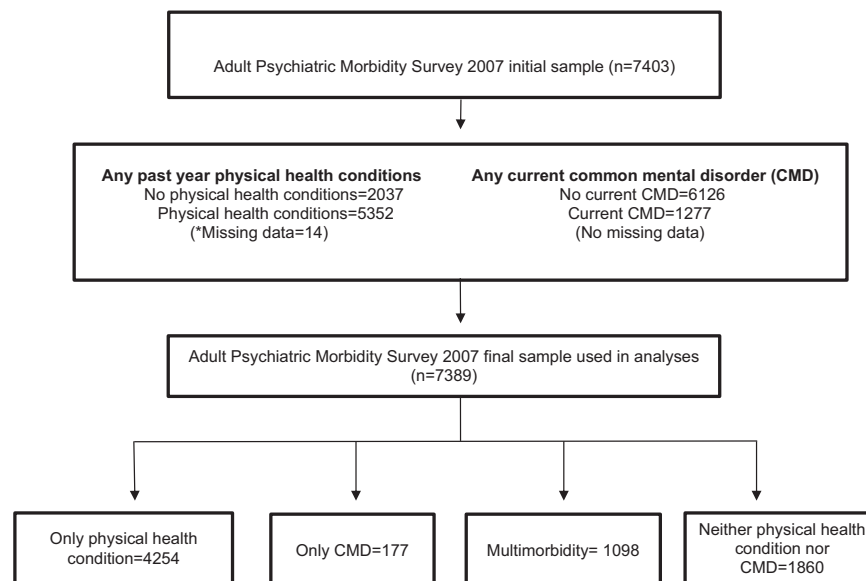 Adult Psychiatric Morbidity Survey 2007 initial sample (n=7403)
Any past year physical health conditions
No physical health conditions=2037
Physical health conditions=5352
(*Missing data=14)
Any current common mental disorder (CMD)
No current CMD=6126
Current CMD=1277
(No missing data)
Adult Psychiatric Morbidity Survey 2007 final sample used in analyses
(n=7389)
Only physical health
condition=4254
Only CMD=177
Multimorbidity= 1098
Neither physical health
condition nor
CMD=1860